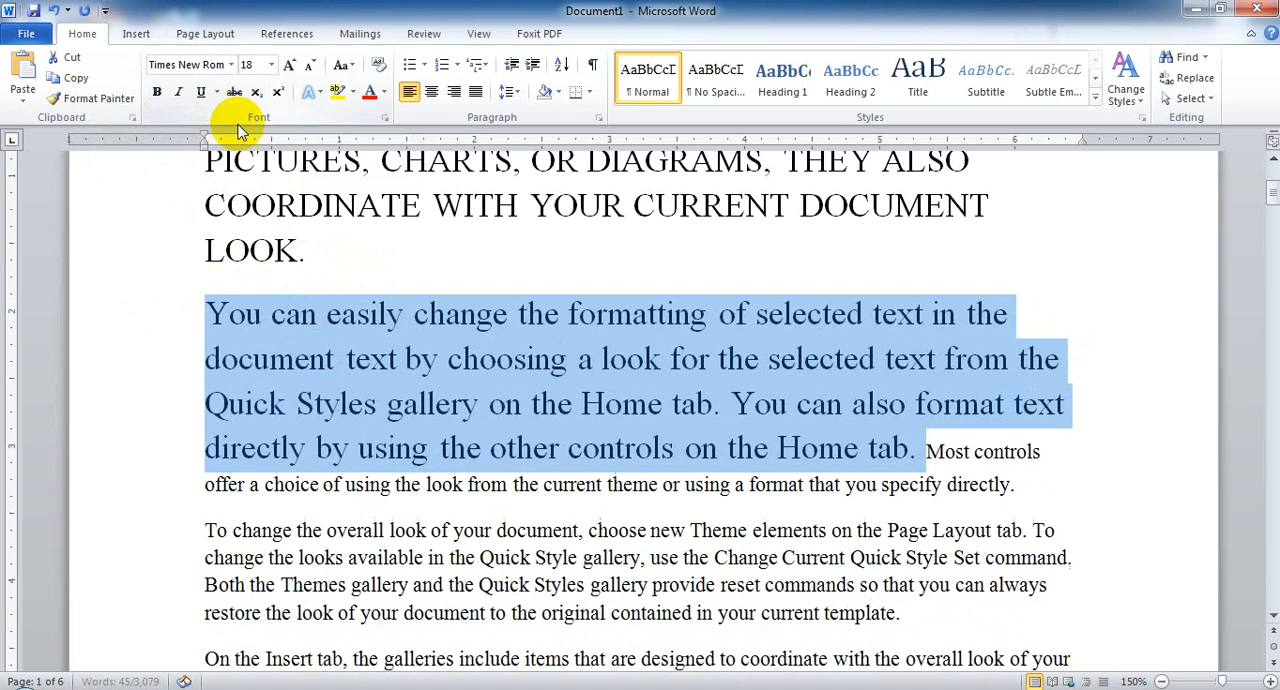 Document1 - Microsoft Word
File Home Insert Page Layout References Mailings Review View Foxit PDF
Paste
Cut
Copy
Format Painter
Clipboard
Times New Rom 18
Font
Paragraph
AaBbCcI AaBbCcI AaBbC AaBbCc AaB AaBbCc. AaBbCcI
¶ Normal ¶ No Spac... Heading 1 Heading 2 Title Subtitle Subtle Em...
Change Styles
Styles
Find
Replace
Select
Editing
PICTURES, CHARTS, OR DIAGRAMS, THEY ALSO
COORDINATE WITH YOUR CURRENT DOCUMENT
LOOK.
You can easily change the formatting of selected text in the
document text by choosing a look for the selected text from the
Quick Styles gallery on the Home tab. You can also format text
directly by using the other controls on the Home tab. Most controls
offer a choice of using the look from the current theme or using a format that you specify directly.
To change the overall look of your document, choose new Theme elements on the Page Layout tab. To
change the looks available in the Quick Style gallery, use the Change Current Quick Style Set command.
Both the Themes gallery and the Quick Styles gallery provide reset commands so that you can always
restore the look of your document to the original contained in your current template.
On the Insert tab, the galleries include items that are designed to coordinate with the overall look of your
Page: 1 of 6 Words: 45/3,079 150%